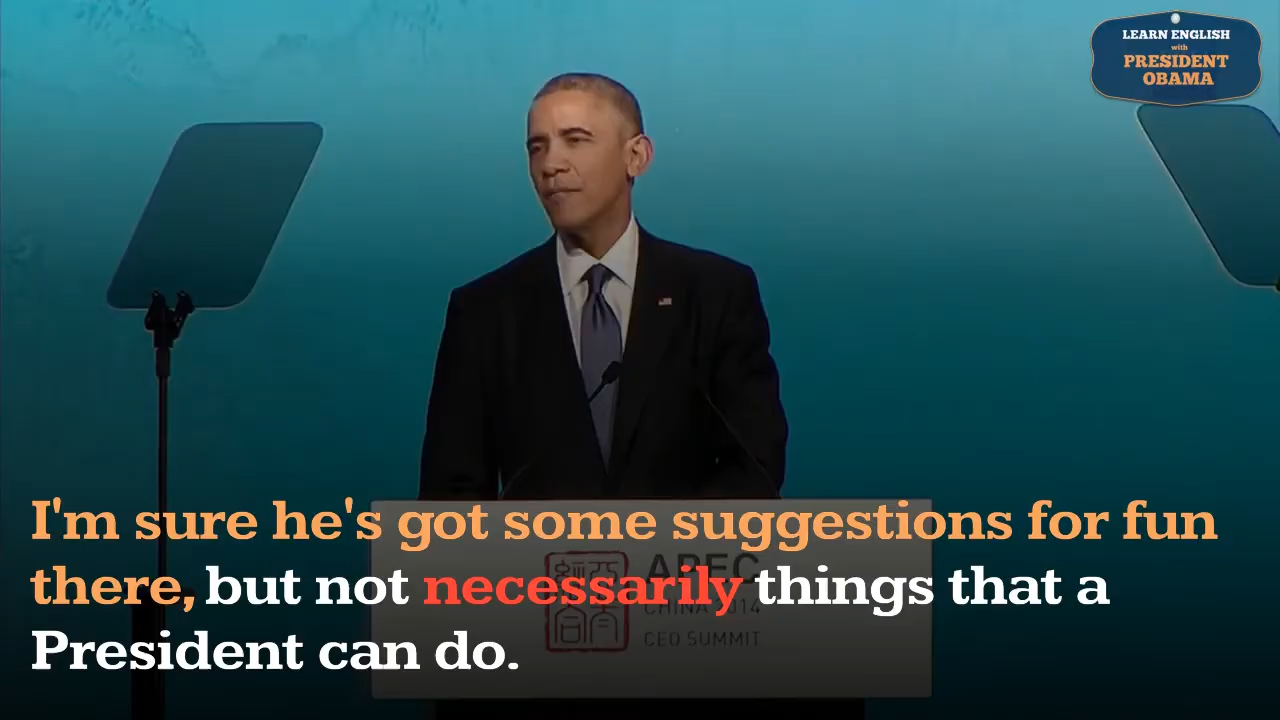 LEARN ENGLISH
with
PRESIDENT
OBAMA
I'm sure he's got some suggestions for fun
there, but not necessarily things that a
President can do.
APEC
CHINA 2014
CEO SUMMIT